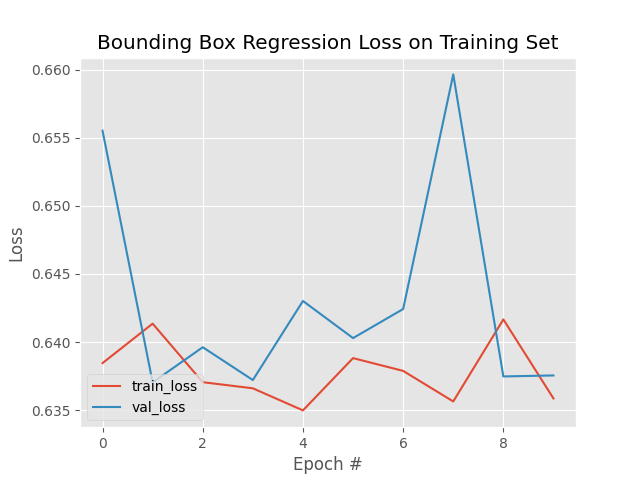 Bounding Box Regression Loss on Training Set
0.660
0.655
0.650
0.645
0.640
0.635
Loss
train_loss
val_loss
0 2 4 6 8
Epoch #